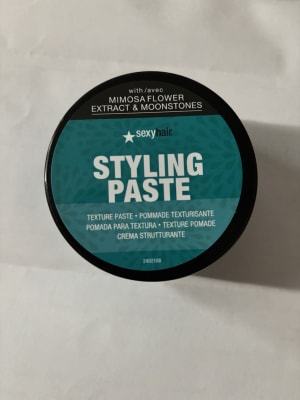 with/avec
MIMOSA FLOWER
EXTRACT & MOONSTONES
sexyhair
STYLING
PASTE
TEXTURE PASTE • POMMADE TEXTURISANTE
POMADA PARA TEXTURA • TEXTURE POMADE
CREMA STRUTTURANTE